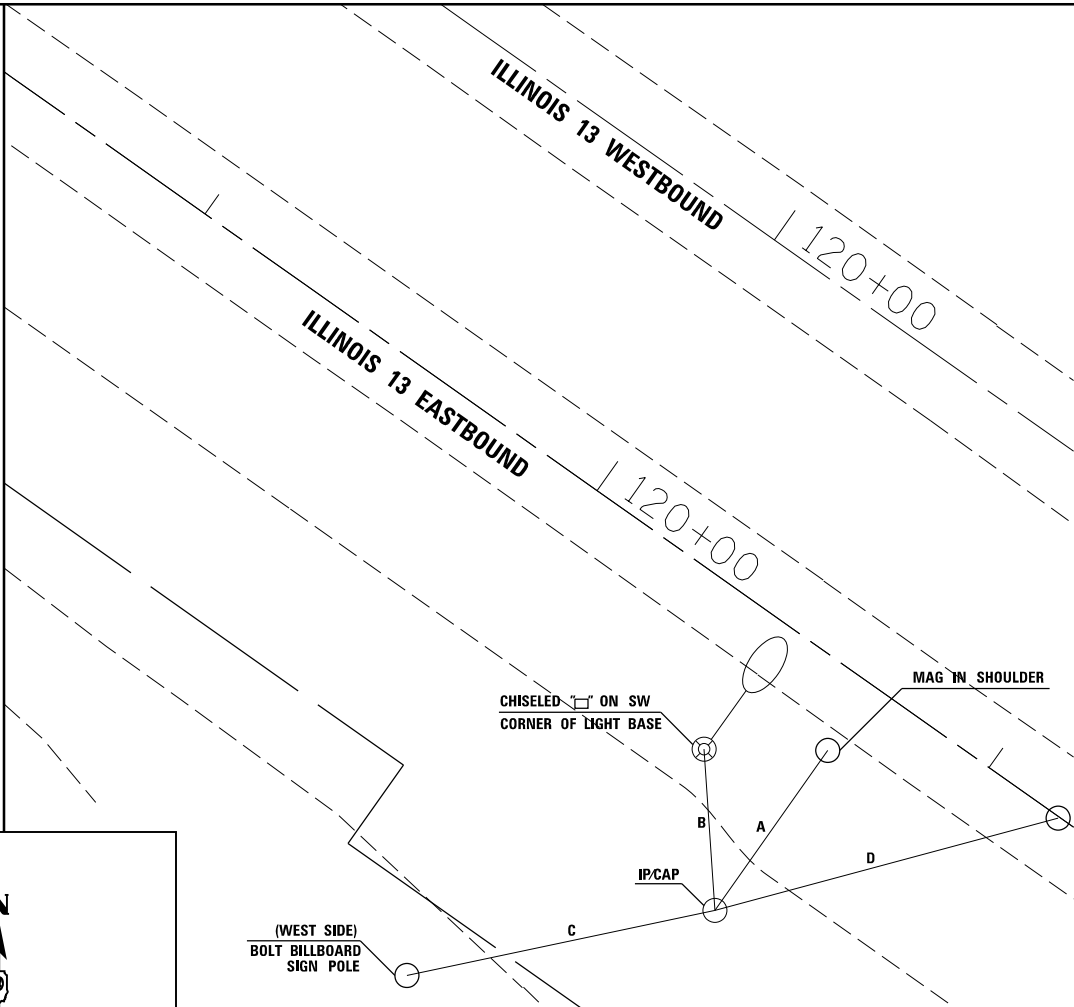 ILLINOIS 13 WESTBOUND
120+00
ILLINOIS 13 EASTBOUND
120+00
MAG IN SHOULDER
CHISELED "□" ON SW
CORNER OF LIGHT BASE
B
A
D
IP/CAP
C
(WEST SIDE)
BOLT BILLBOARD
SIGN POLE
N